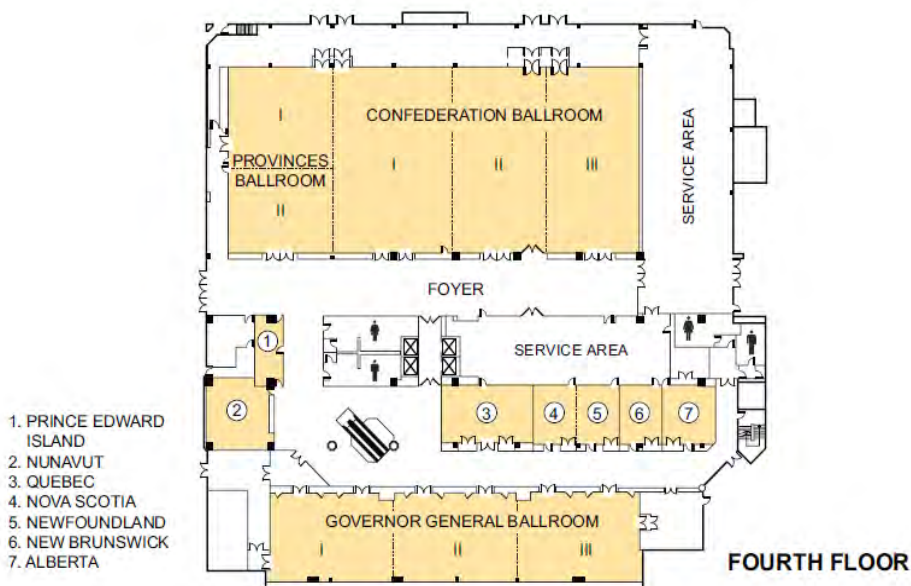 I
CONFEDERATION BALLROOM
PROVINCES
BALLROOM
I
II
III
II
SERVICE AREA
FOYER
SERVICE AREA
1
2
3
4
5
6
7
1. PRINCE EDWARD
ISLAND
2. NUNAVUT
3. QUEBEC
4. NOVA SCOTIA
5. NEWFOUNDLAND
6. NEW BRUNSWICK
7. ALBERTA
GOVERNOR GENERAL BALLROOM
I
II
III
FOURTH FLOOR